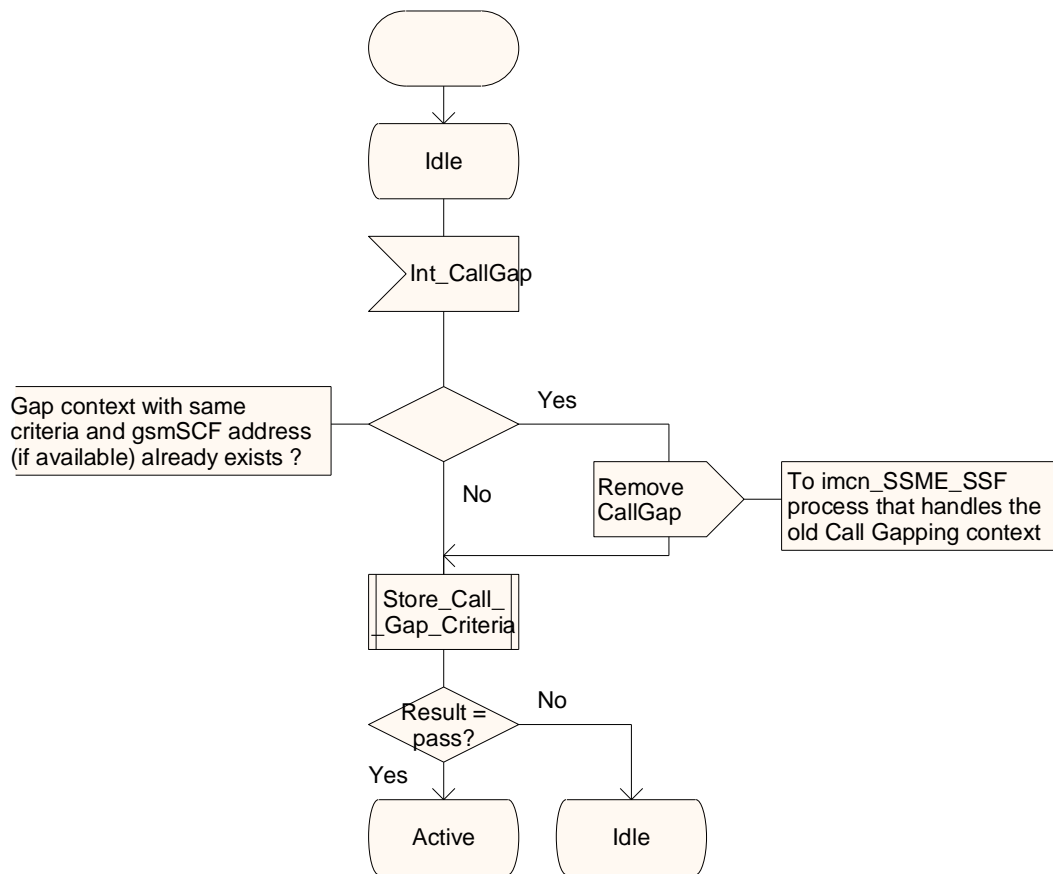 Idle
Int_CallGap
Gap context with same
criteria and gsmSCF address
(if available) already exists ?
Yes
No
Remove
CallGap
To imcn_SSME_SSF
process that handles the
old Call Gapping context
Store_Call_
_Gap_Criteria
Result =
pass?
No
Yes
Active
Idle